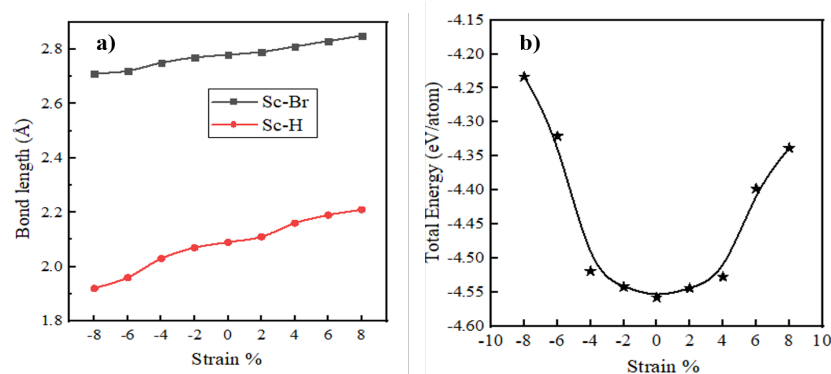 a)
Bond length (Å)
2.8
2.6
2.4
2.2
2.0
1.8
Sc-Br
Sc-H
-8 -6 -4 -2 0 2 4 6 8
Strain %
b)
Total Energy (eV/atom)
-4.15
-4.20
-4.25
-4.30
-4.35
-4.40
-4.45
-4.50
-4.55
-4.60
-10 -8 -6 -4 -2 0 2 4 6 8 10
Strain %